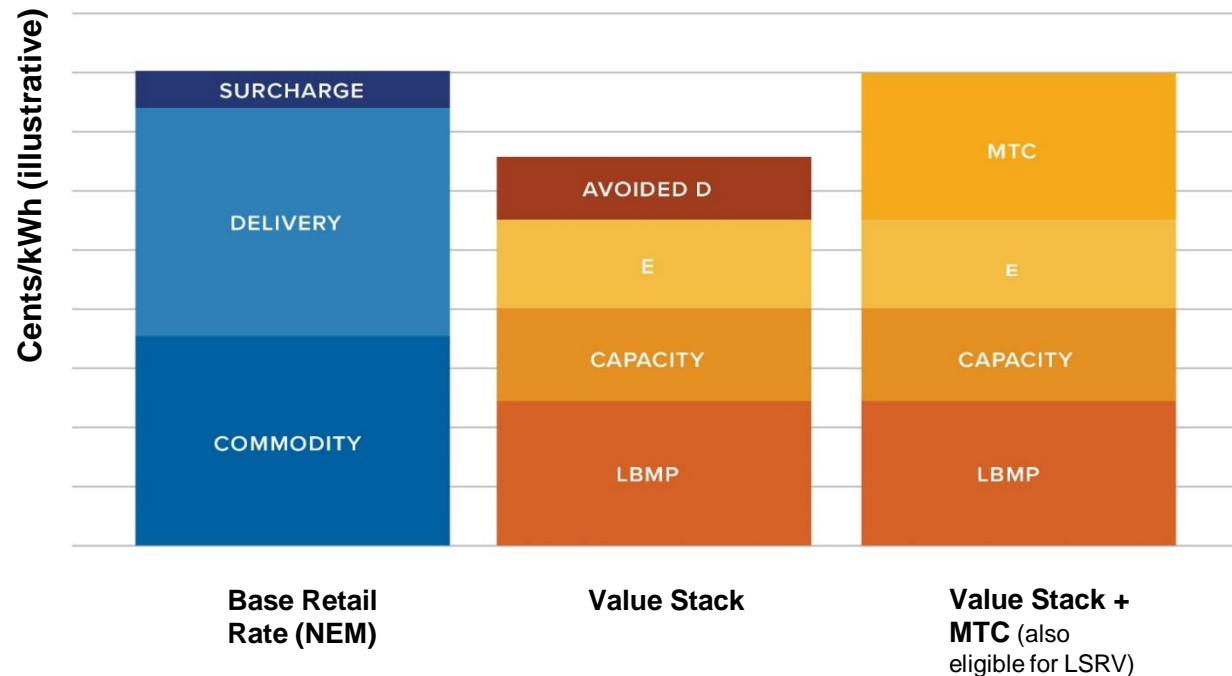 Cents/kWh (illustrative)
SURCHARGE
DELIVERY
COMMODITY
AVOIDED D
E
CAPACITY
LBMP
MTC
E
CAPACITY
LBMP
Base Retail
Rate (NEM)
Value Stack
Value Stack +
MTC (also
eligible for LSRV)